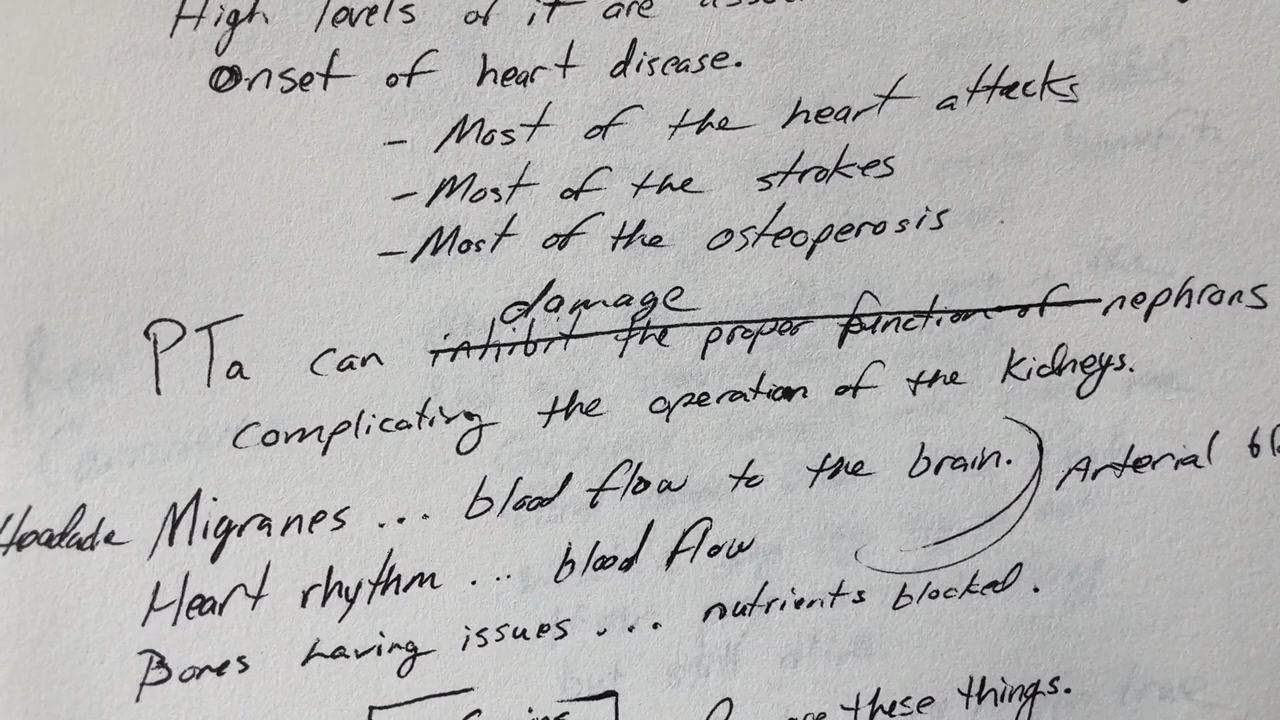 High levels of it are
Onset of heart disease.
- Most of the heart attacks
- Most of the strokes
- Most of the osteoperosis
damage
PTa can inhibit the proper function of nephrons
complicating the operation of the kidneys.
Migranes ... blood flow to the brain. Arterial
Heart rhythm ... blood flow
Bones having issues ... nutrients blocked.
these things.